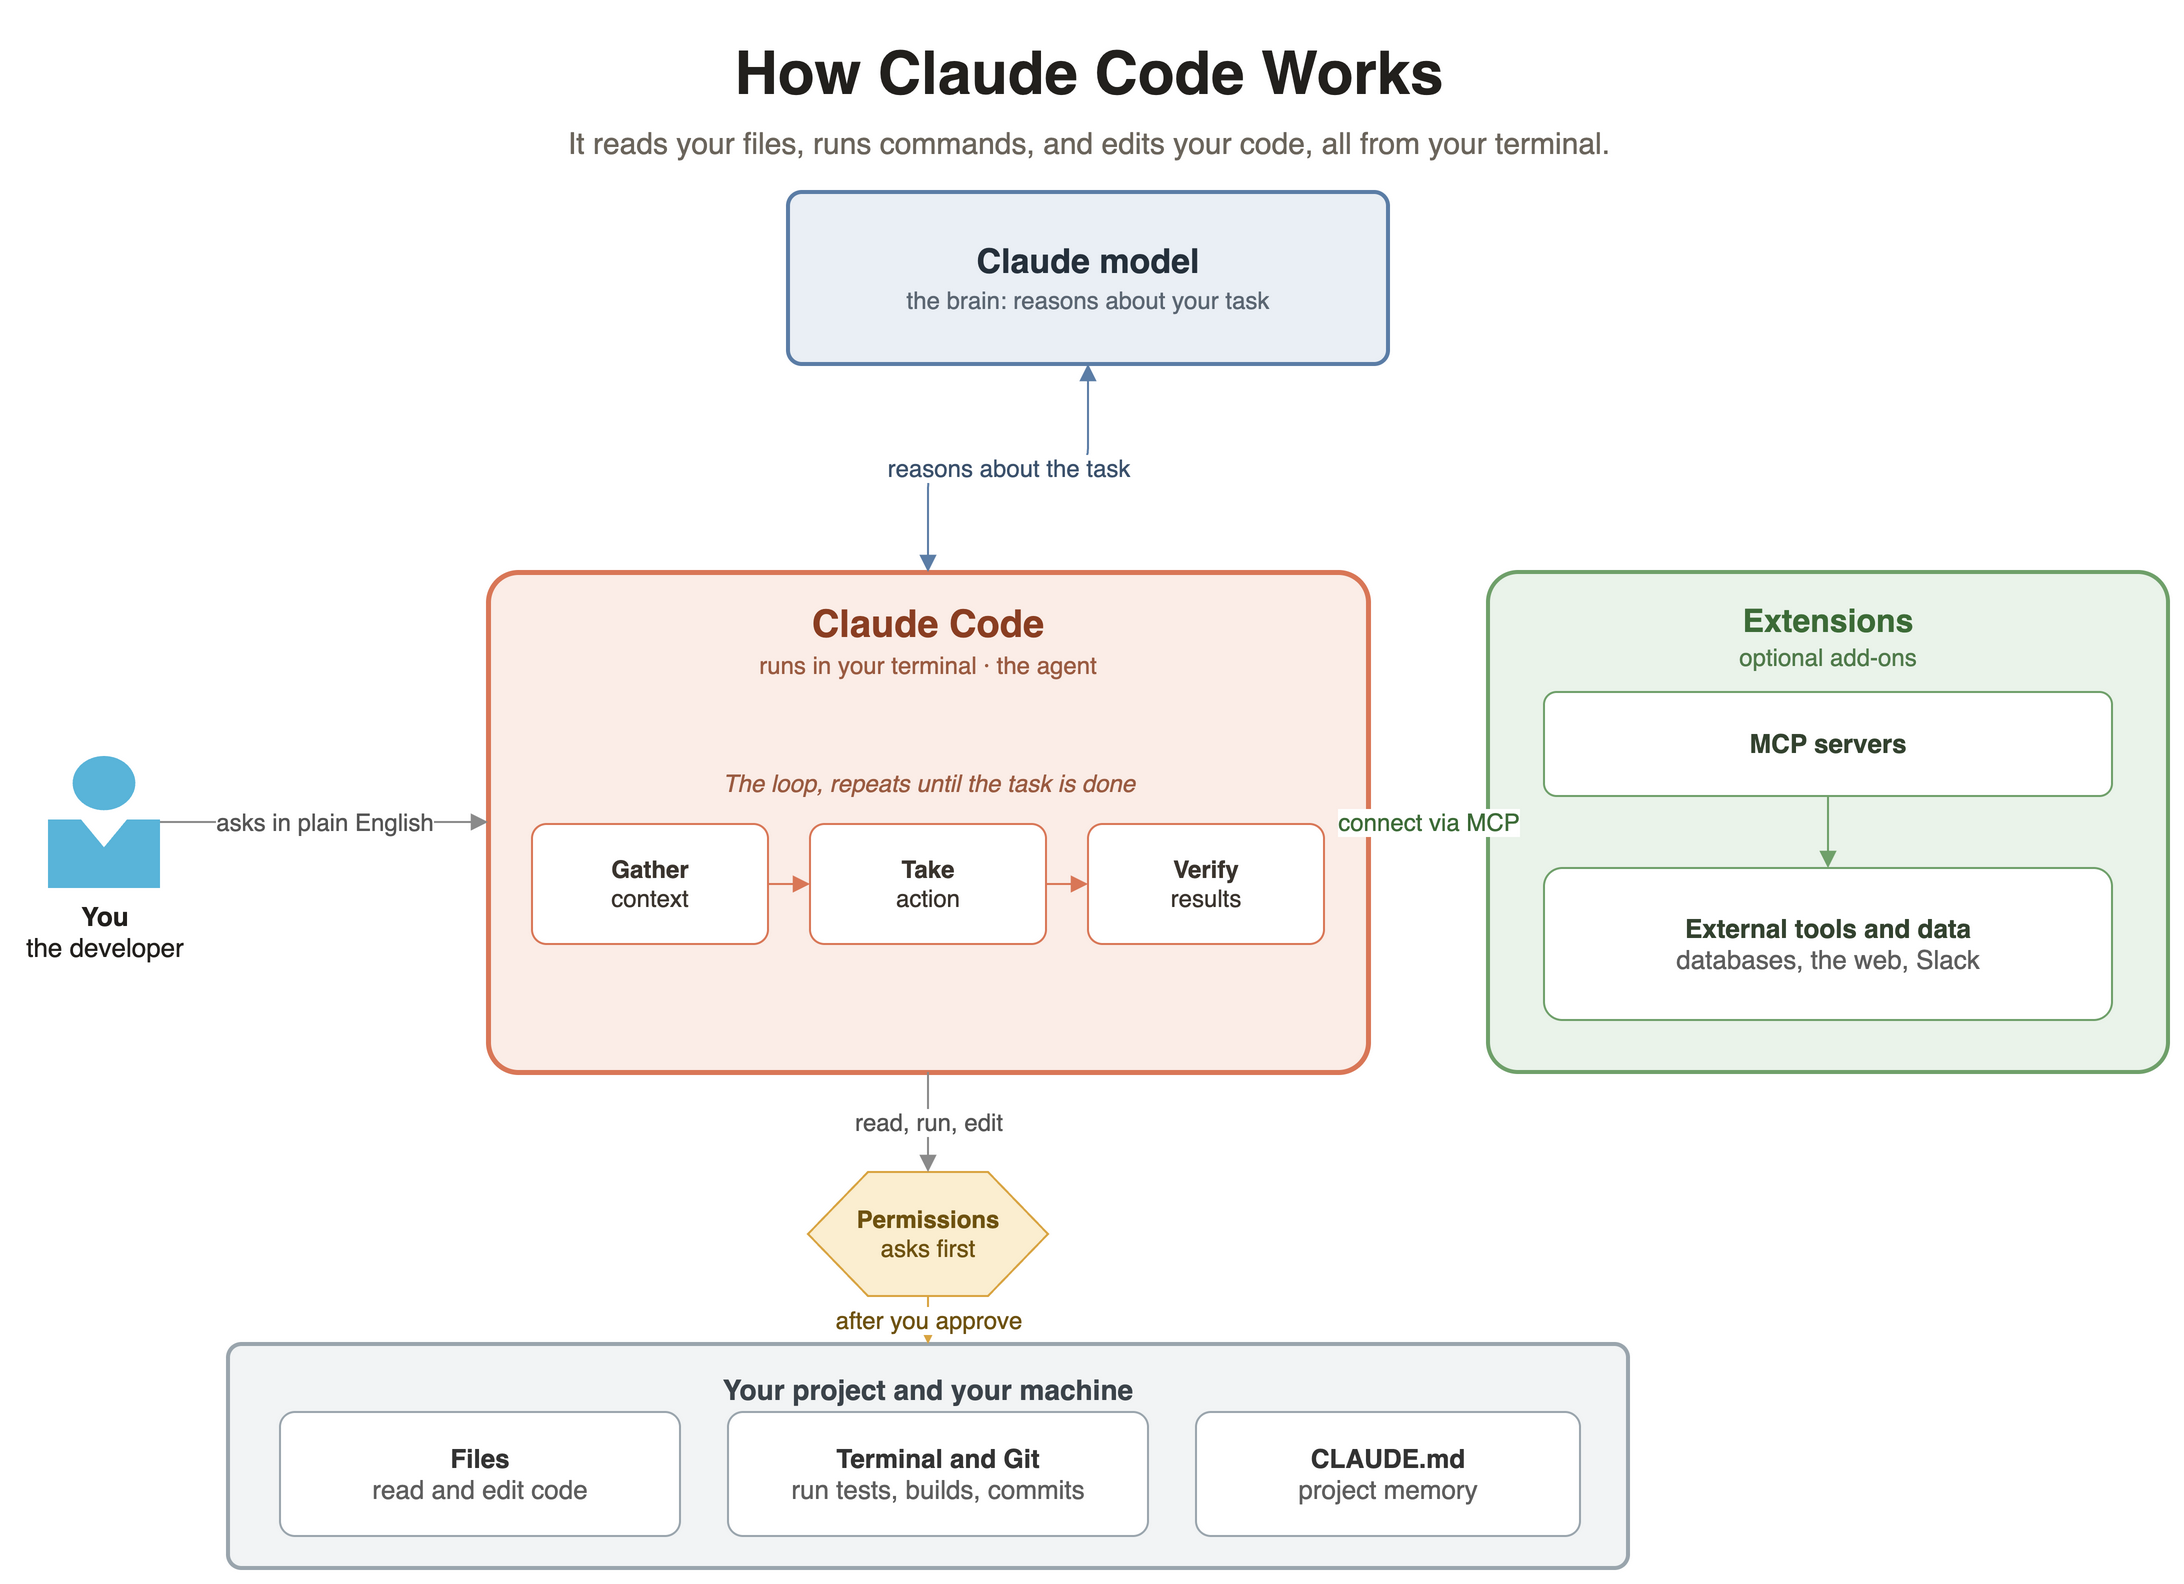 How Claude Code Works
It reads your files, runs commands, and edits your code, all from your terminal.
Claude model
the brain: reasons about your task
reasons about the task
Claude Code
runs in your terminal · the agent
The loop, repeats until the task is done
Gather
context
Take
action
Verify
results
asks in plain English
You
the developer
connect via MCP
Extensions
optional add-ons
MCP servers
External tools and data
databases, the web, Slack
read, run, edit
Permissions
asks first
after you approve
Your project and your machine
Files
read and edit code
Terminal and Git
run tests, builds, commits
CLAUDE.md
project memory